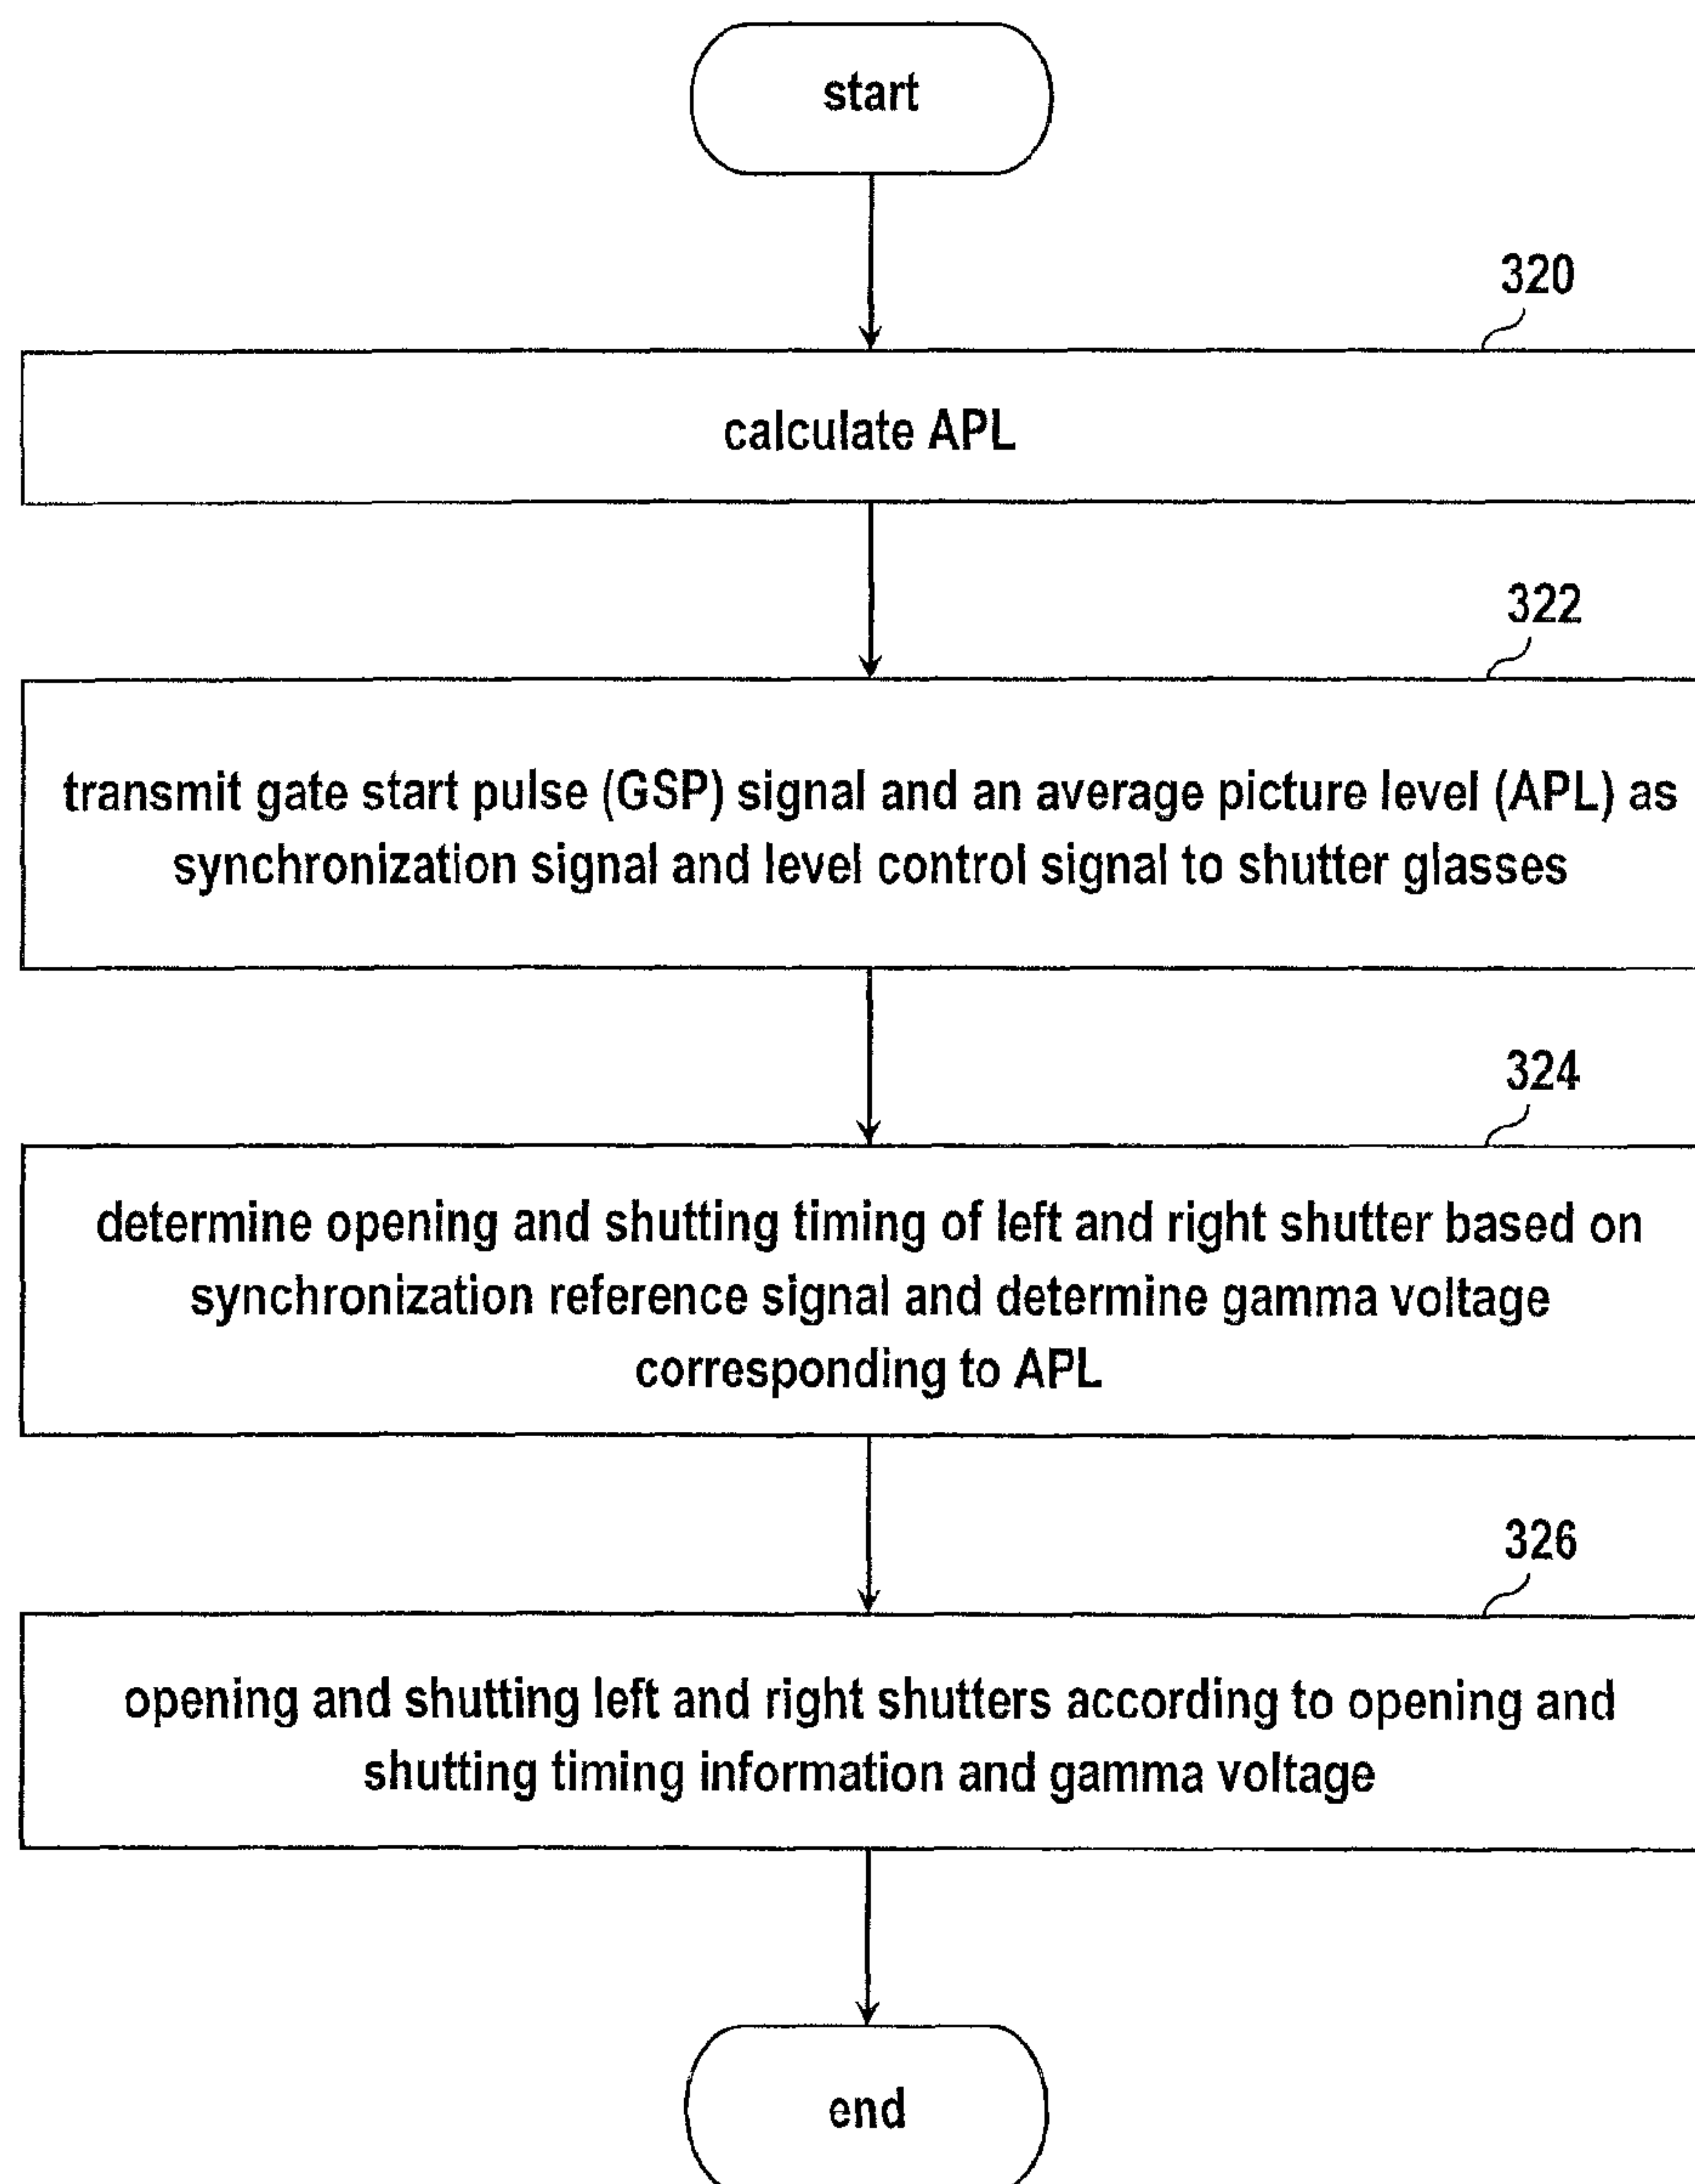 start
320
calculate APL
322
transmit gate start pulse (GSP) signal and an average picture level (APL) as
synchronization signal and level control signal to shutter glasses
324
determine opening and shutting timing of left and right shutter based on
synchronization reference signal and determine gamma voltage
corresponding to APL
326
opening and shutting left and right shutters according to opening and
shutting timing information and gamma voltage
end